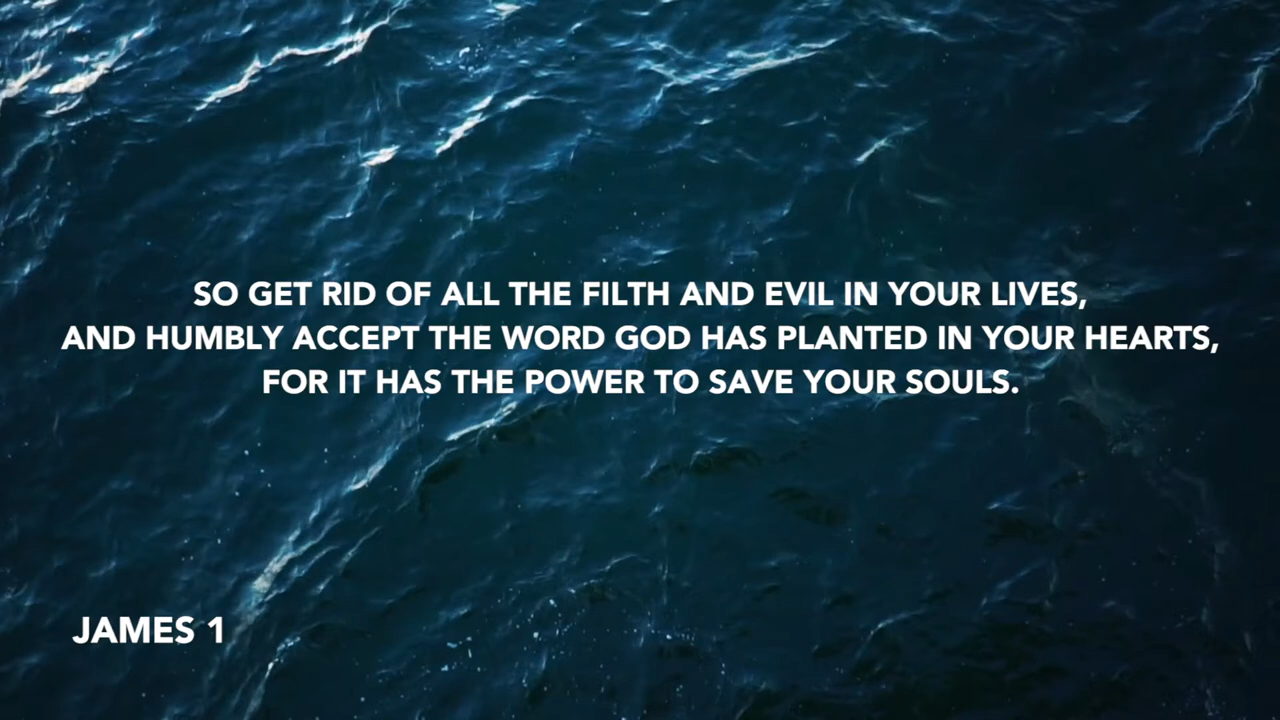 SO GET RID OF ALL THE FILTH AND EVIL IN YOUR LIVES,
AND HUMBLY ACCEPT THE WORD GOD HAS PLANTED IN YOUR HEARTS,
FOR IT HAS THE POWER TO SAVE YOUR SOULS.
JAMES 1